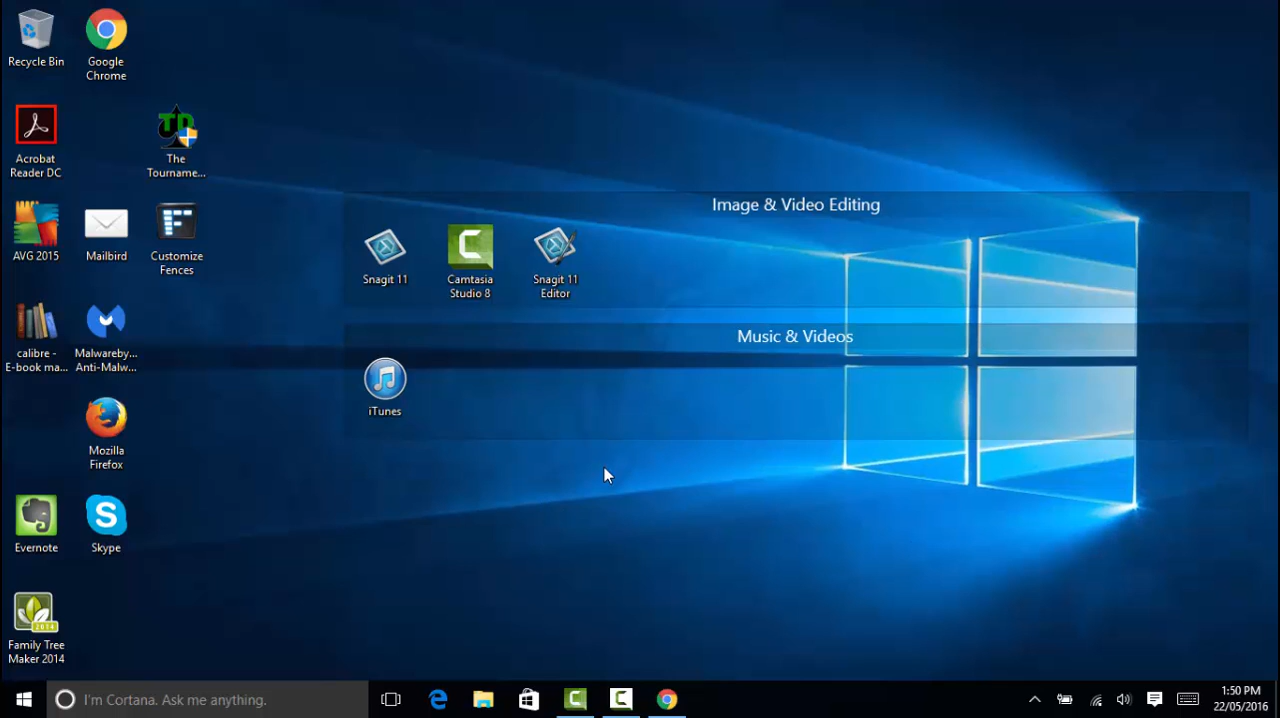 Recycle Bin
Google
Chrome
Acrobat
Reader DC
TD
The
Tourname...
AVG 2015
Mailbird
Customize
Fences
calibre -
E-book ma...
Malwareby...
Anti-Malw...
Mozilla
Firefox
Evernote
Skype
2014
Family Tree
Maker 2014
Image & Video Editing
Snagit 11
Camtasia
Studio 8
Snagit 11
Editor
Music & Videos
iTunes
I'm Cortana. Ask me anything.
1:50 PM
22/05/2016